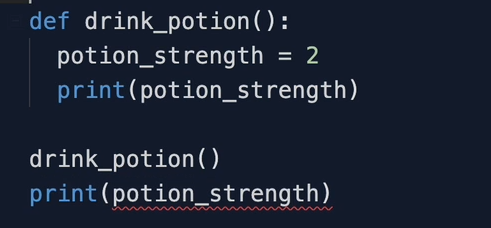 def drink_potion():
potion_strength = 2
print(potion_strength)
drink_potion()
print(potion_strength)